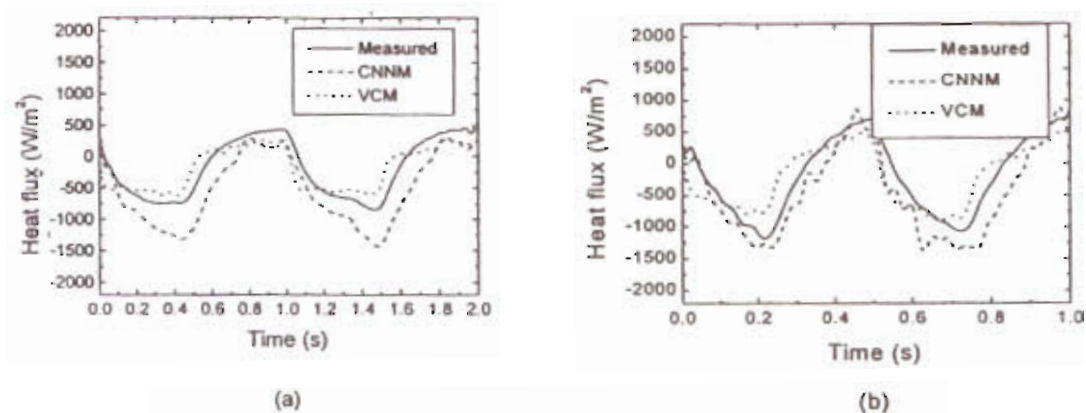 2000
1500
1000
500
0
-500
-1000
-1500
-2000
Heat flux (W/m²)
Measured
CNNM
VCM
0.0 0.2 0.4 0.6 0.8 1.0 1.2 1.4 1.6 1.8 2.0
Time (s)
(a)
2000
1500
1000
500
0
-500
-1000
-1500
-2000
Heat flux (W/m²)
Measured
CNNM
VCM
0.0 0.2 0.4 0.6 0.8 1.0
Time (s)
(b)